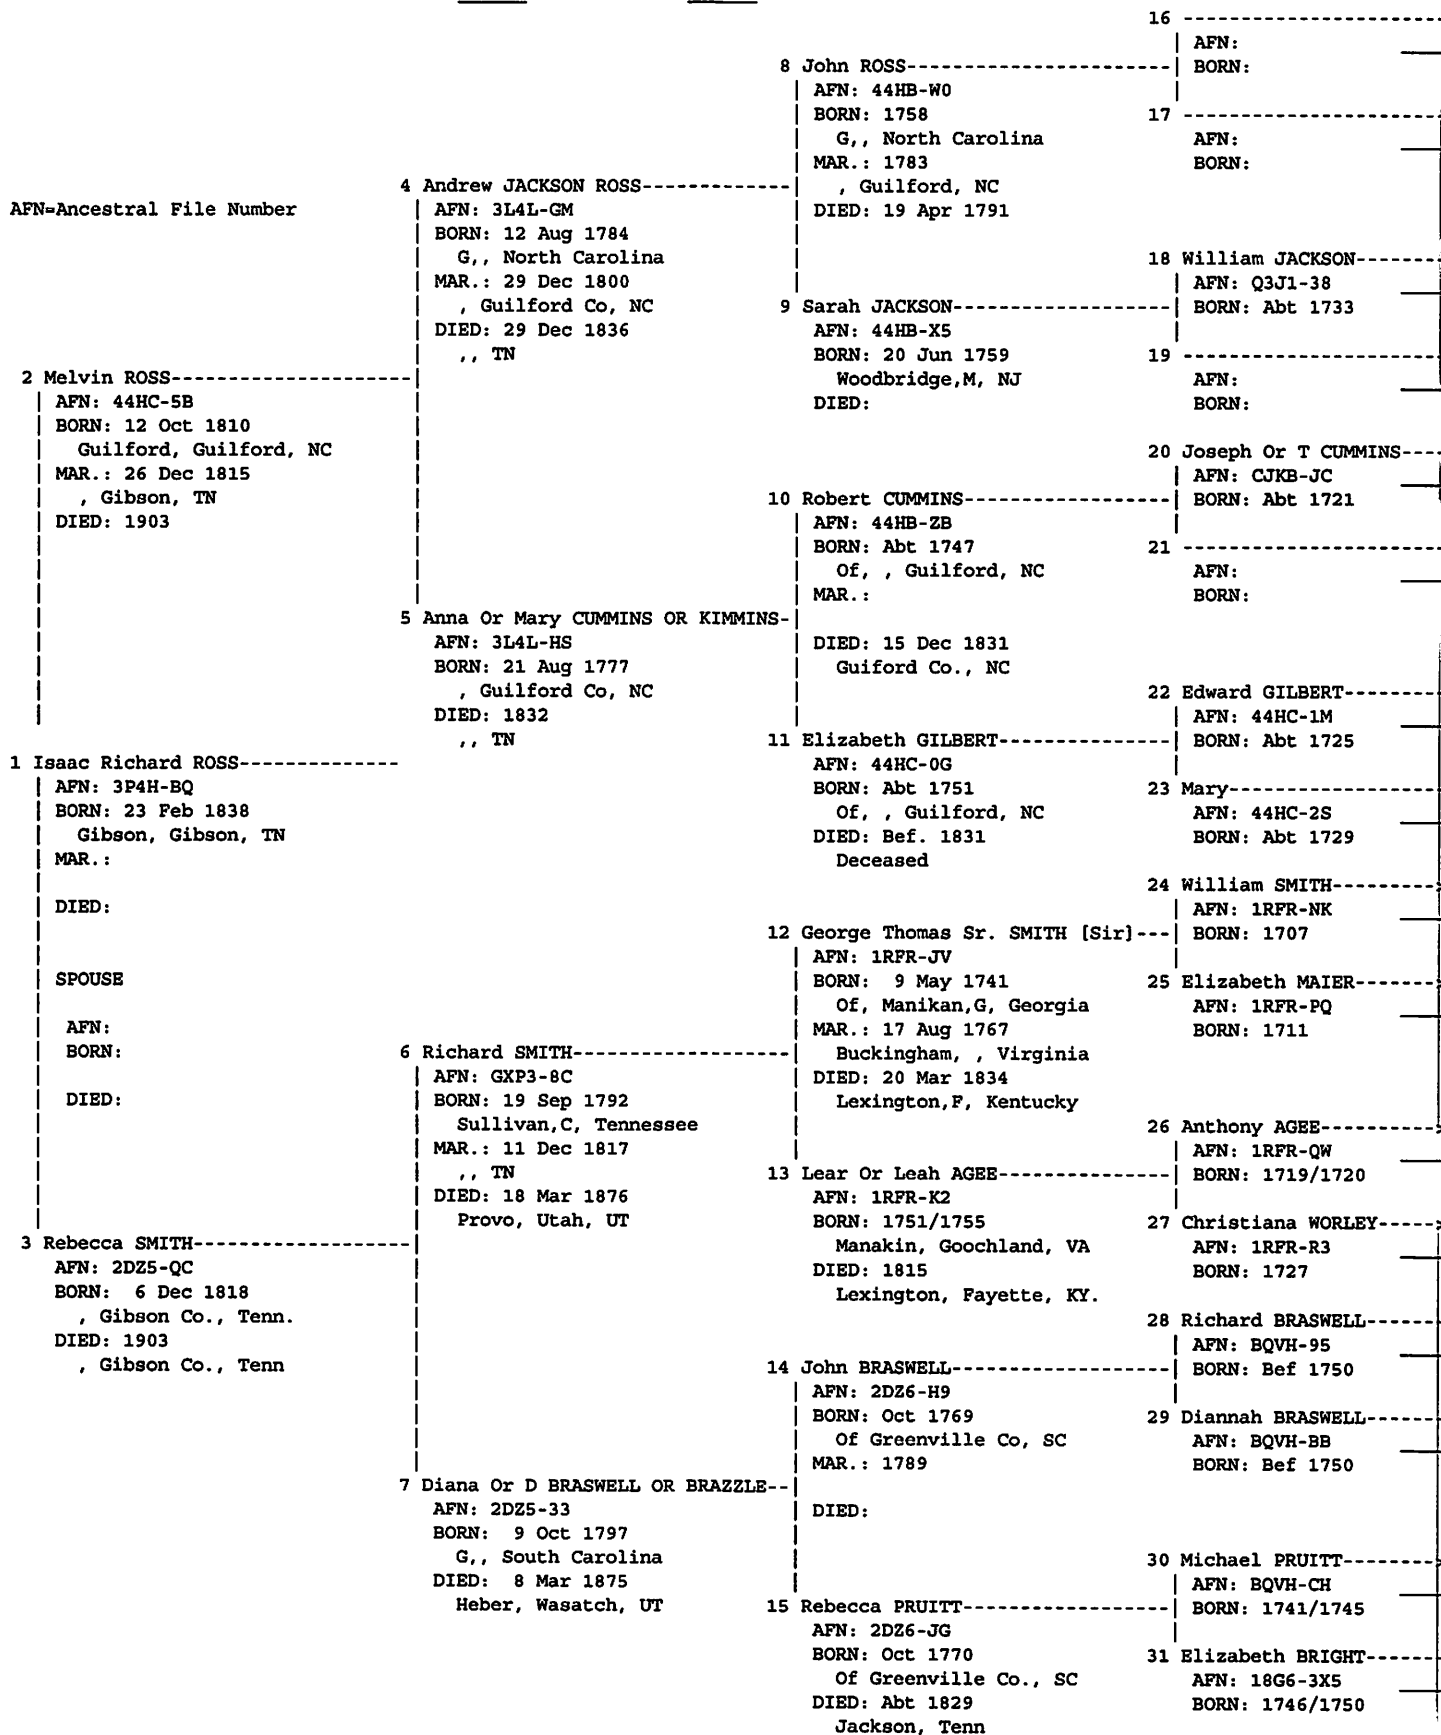 AFN=Ancestral File Number
1 Isaac Richard ROSS-------------
AFN: 3P4H-BQ
BORN: 23 Feb 1838
Gibson, Gibson, TN
MAR.:
DIED:
SPOUSE
AFN:
BORN:
DIED:
2 Melvin ROSS--------------------
AFN: 44HC-5B
BORN: 12 Oct 1810
Guilford, Guilford, NC
MAR.: 26 Dec 1815
, Gibson, TN
DIED: 1903
3 Rebecca SMITH------------------
AFN: 2DZ5-QC
BORN: 6 Dec 1818
, Gibson Co., Tenn.
DIED: 1903
, Gibson Co., Tenn
4 Andrew JACKSON ROSS------------
AFN: 3L4L-GM
BORN: 12 Aug 1784
G,, North Carolina
MAR.: 29 Dec 1800
, Guilford Co, NC
DIED: 29 Dec 1836
,, TN
5 Anna Or Mary CUMMINS OR KIMMINS-
AFN: 3L4L-HS
BORN: 21 Aug 1777
, Guilford Co, NC
DIED: 1832
,, TN
6 Richard SMITH------------------
AFN: GXP3-8C
BORN: 19 Sep 1792
Sullivan,C, Tennessee
MAR.: 11 Dec 1817
,, TN
DIED: 18 Mar 1876
Provo, Utah, UT
7 Diana Or D BRASWELL OR BRAZZLE--
AFN: 2DZ5-33
BORN: 9 Oct 1797
G,, South Carolina
DIED: 8 Mar 1875
Heber, Wasatch, UT
8 John ROSS----------------------
AFN: 44HB-W0
BORN: 1758
G,, North Carolina
MAR.: 1783
, Guilford, NC
DIED: 19 Apr 1791
9 Sarah JACKSON------------------
AFN: 44HB-X5
BORN: 20 Jun 1759
Woodbridge,M, NJ
DIED:
10 Robert CUMMINS-----------------
AFN: 44HB-ZB
BORN: Abt 1747
Of, , Guilford, NC
MAR.:
DIED: 15 Dec 1831
Guiford Co., NC
11 Elizabeth GILBERT--------------
AFN: 44HC-0G
BORN: Abt 1751
Of, , Guilford, NC
DIED: Bef. 1831
Deceased
12 George Thomas Sr. SMITH [Sir]---
AFN: 1RFR-JV
BORN: 9 May 1741
Of, Manikan,G, Georgia
MAR.: 17 Aug 1767
Buckingham, , Virginia
DIED: 20 Mar 1834
Lexington,F, Kentucky
13 Lear Or Leah AGEE--------------
AFN: 1RFR-K2
BORN: 1751/1755
Manakin, Goochland, VA
DIED: 1815
Lexington, Fayette, KY.
14 John BRASWELL------------------
AFN: 2DZ6-H9
BORN: Oct 1769
Of Greenville Co, SC
MAR.: 1789
DIED:
15 Rebecca PRUITT-----------------
AFN: 2DZ6-JG
BORN: Oct 1770
Of Greenville Co., SC
DIED: Abt 1829
Jackson, Tenn
16 ----------------------
AFN:
BORN:
17 ----------------------
AFN:
BORN:
18 William JACKSON-------
AFN: Q3J1-38
BORN: Abt 1733
19 ----------------------
AFN:
BORN:
20 Joseph Or T CUMMINS----
AFN: CJKB-JC
BORN: Abt 1721
21 ----------------------
AFN:
BORN:
22 Edward GILBERT--------
AFN: 44HC-1M
BORN: Abt 1725
23 Mary------------------
AFN: 44HC-2S
BORN: Abt 1729
24 William SMITH---------
AFN: 1RFR-NK
BORN: 1707
25 Elizabeth MAIER-------
AFN: 1RFR-PQ
BORN: 1711
26 Anthony AGEE----------
AFN: 1RFR-QW
BORN: 1719/1720
27 Christiana WORLEY-----
AFN: 1RFR-R3
BORN: 1727
28 Richard BRASWELL------
AFN: BQVH-95
BORN: Bef 1750
29 Diannah BRASWELL------
AFN: BQVH-BB
BORN: Bef 1750
30 Michael PRUITT--------
AFN: BQVH-CH
BORN: 1741/1745
31 Elizabeth BRIGHT------
AFN: 18G6-3X5
BORN: 1746/1750